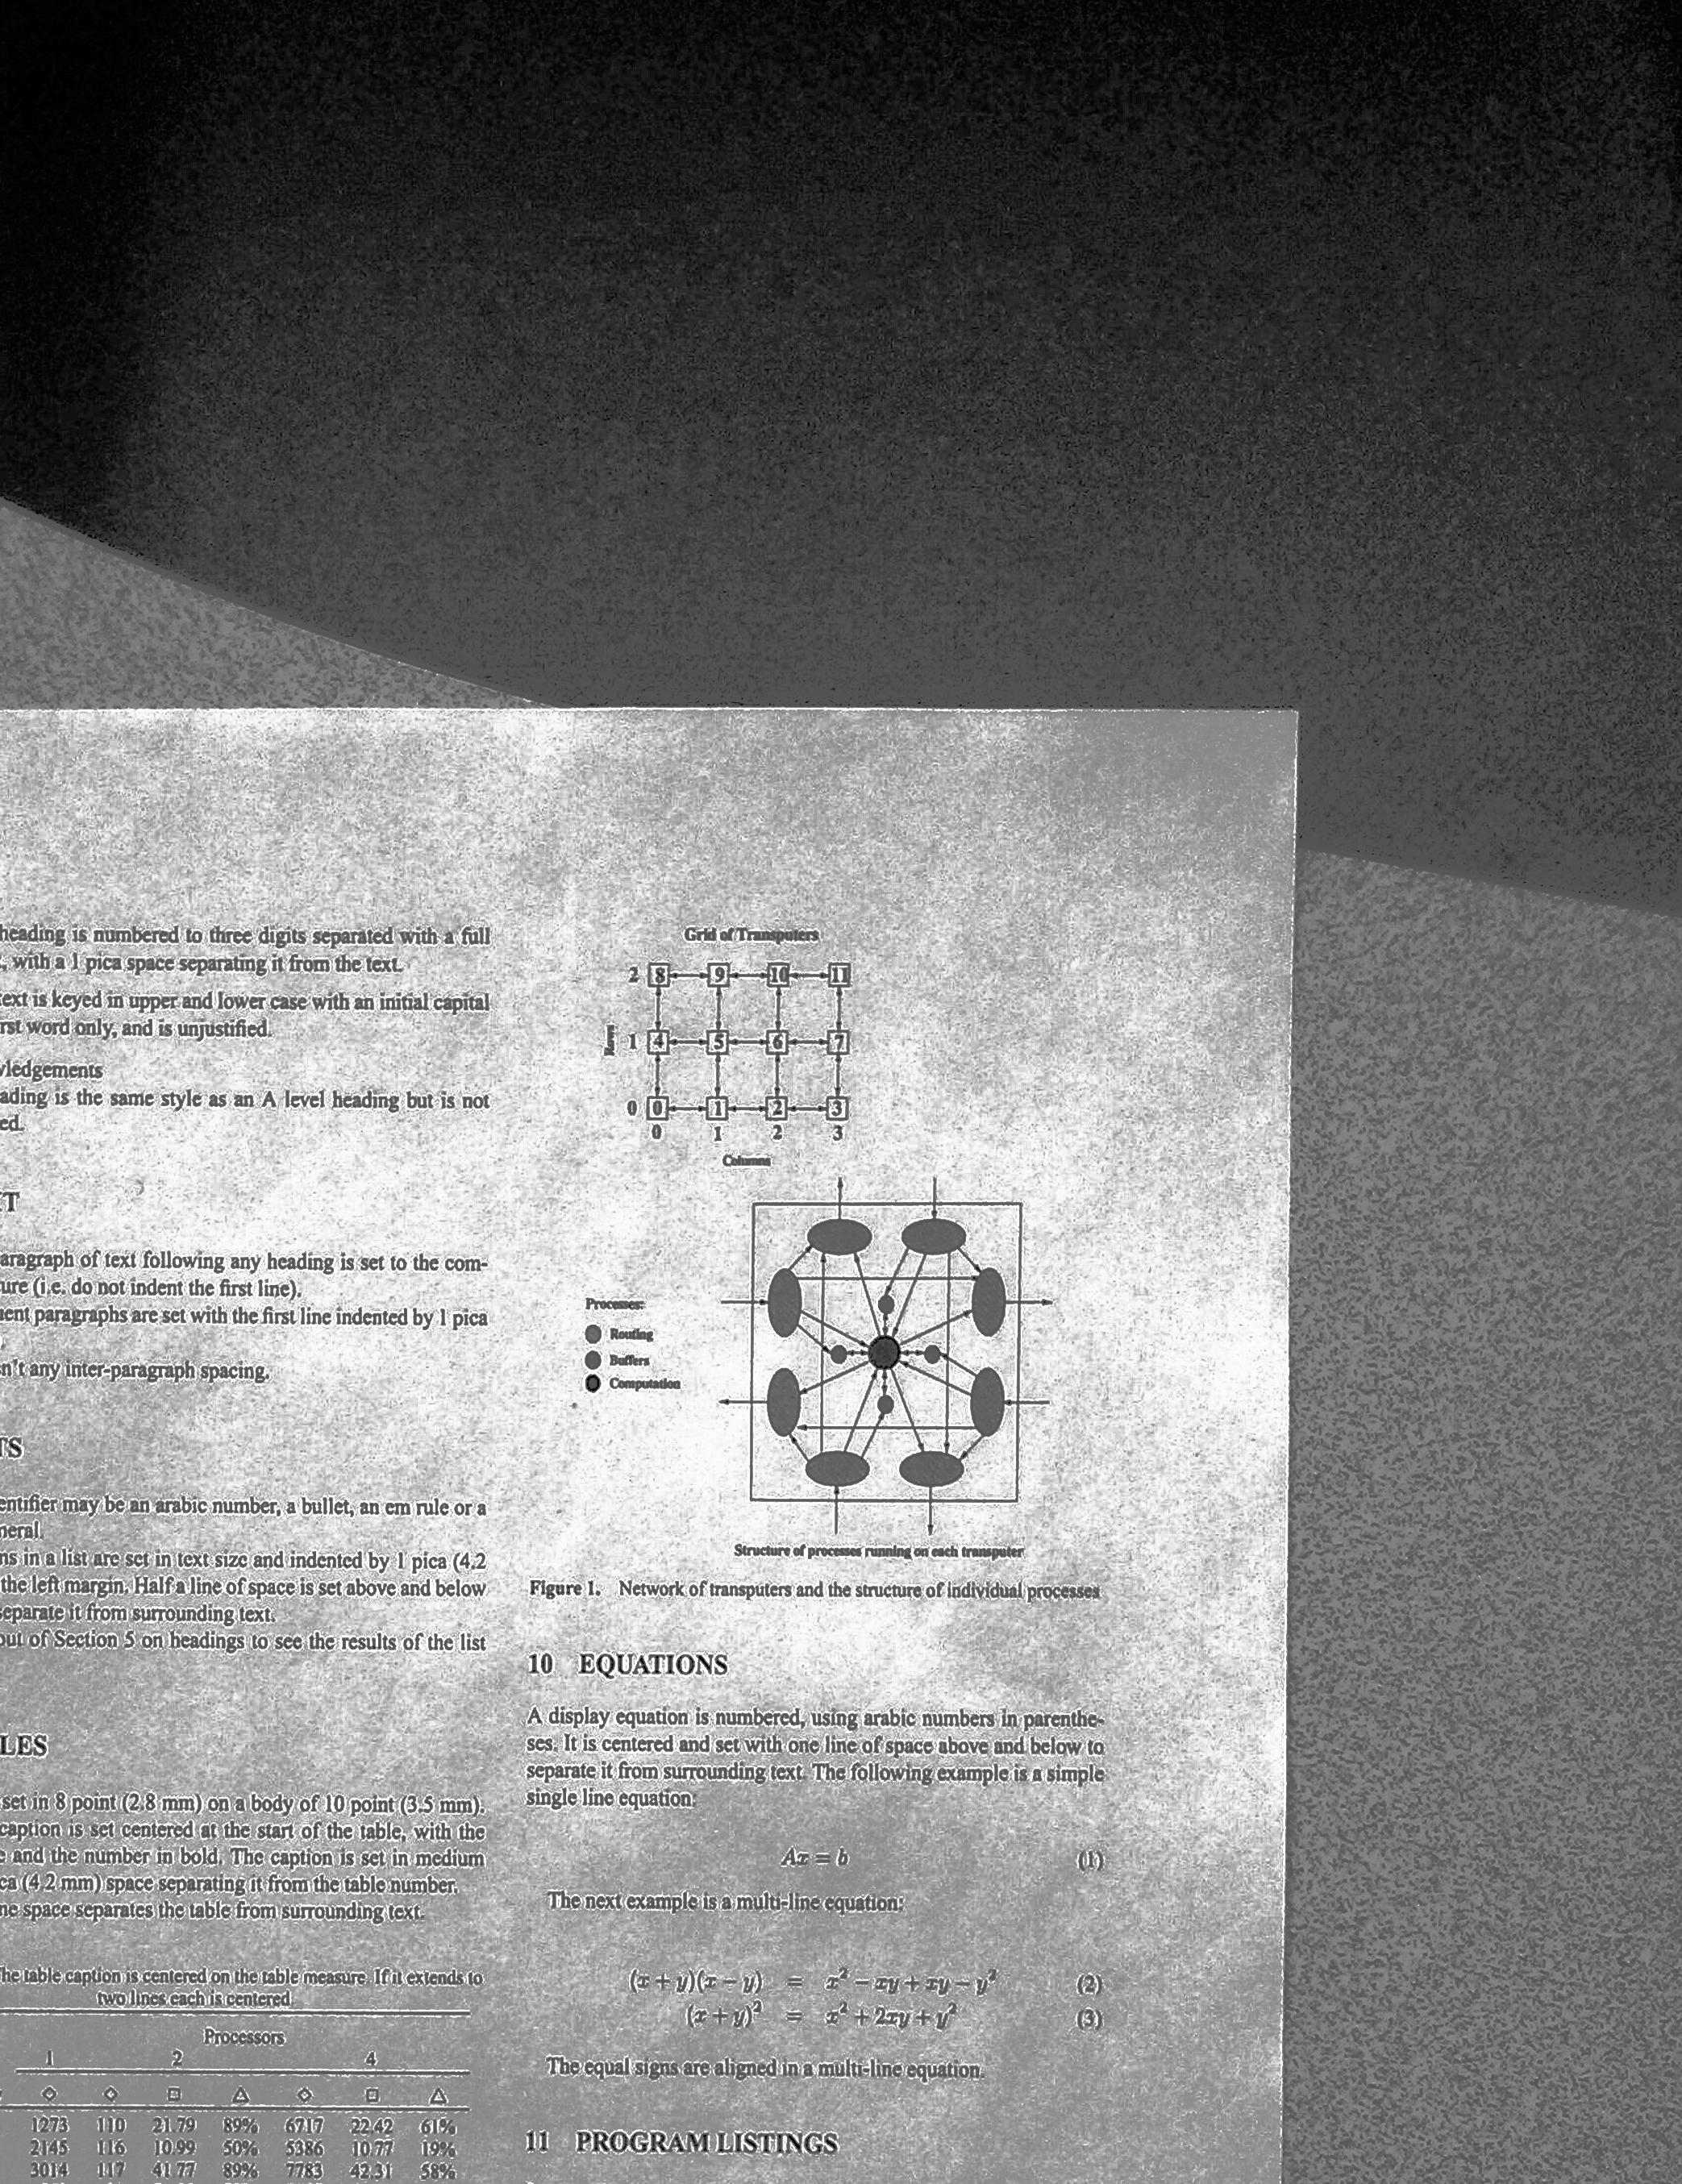 heading is numbered to three digits separated with a full
, with a 1 pica space separating it from the text.
text is keyed in upper and lower case with an initial capital
rst word only, and is unjustified.
vledgements
ading is the same style as an A level heading but is not
ed.
T
aragraph of text following any heading is set to the com-
ure (i.e. do not indent the first line).
uent paragraphs are set with the first line indented by 1 pica
n't any inter-paragraph spacing.
TS
entifier may be an arabic number, a bullet, an em rule or a
neral.
ns in a list are set in text size and indented by 1 pica (4.2
the left margin. Half a line of space is set above and below
separate it from surrounding text.
out of Section 5 on headings to see the results of the list
LES
set in 8 point (2.8 mm) on a body of 10 point (3.5 mm).
caption is set centered at the start of the table, with the
e and the number in bold. The caption is set in medium
ca (4.2 mm) space separating it from the table number.
ne space separates the table from surrounding text.
The table caption is centered on the table measure. If it extends to
two lines each is centered.
Processors
1 2 4
◇ ◇ □ △ ◇ □ △
1273 110 21.79 89% 6717 22.42 61%
2145 116 10.99 50% 5386 10.77 19%
3014 117 41.77 89% 7783 42.31 58%
Grid of Transputers
2 8 9 10 11
Rows 1 4 5 6 7
0 0 1 2 3
0 1 2 3
Columns
Processes:
Routing
Buffers
Computation
Structure of processes running on each transputer
Figure 1. Network of transputers and the structure of individual processes
10 EQUATIONS
A display equation is numbered, using arabic numbers in parenthe-
ses. It is centered and set with one line of space above and below to
separate it from surrounding text. The following example is a simple
single line equation:
Ax = b (1)
The next example is a multi-line equation:
(x + y)(x − y) = x² − xy + xy − y² (2)
(x + y)² = x² + 2xy + y² (3)
The equal signs are aligned in a multi-line equation.
11 PROGRAM LISTINGS